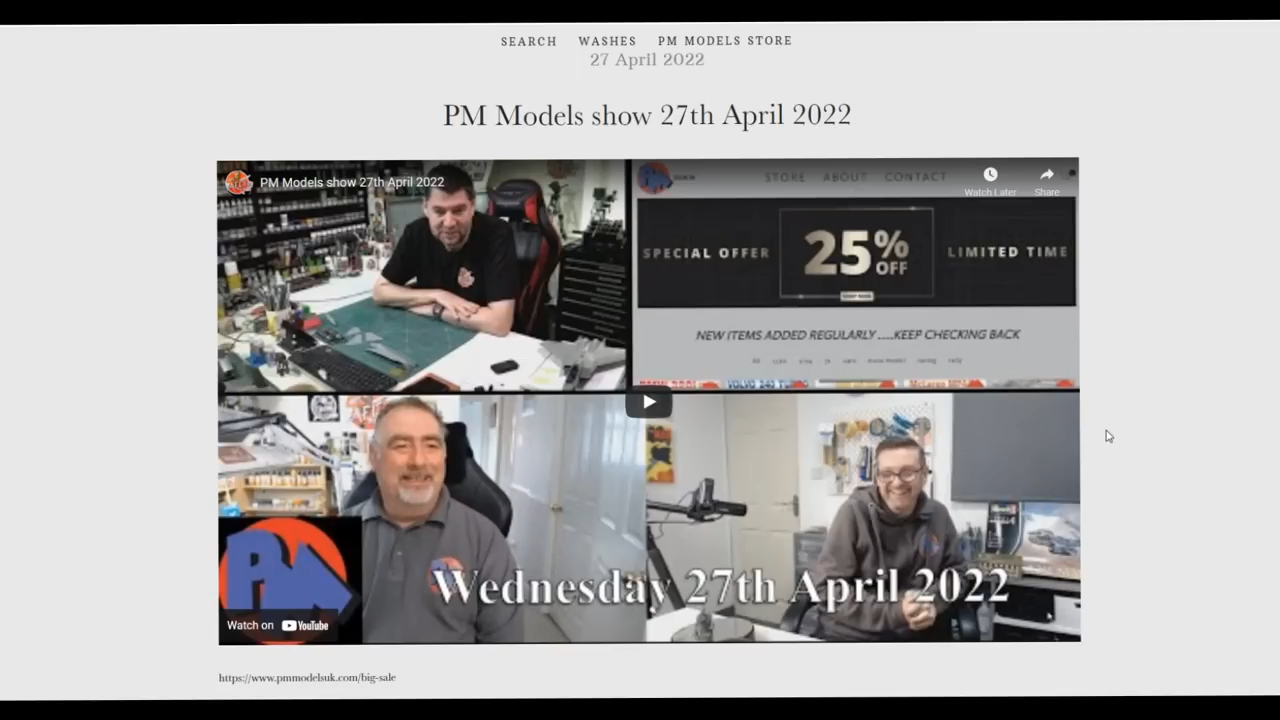 SEARCH WASHES PM MODELS STORE
27 April 2022
PM Models show 27th April 2022
PM Models show 27th April 2022
Watch Later Share
STORE ABOUT CONTACT
SPECIAL OFFER
25% OFF
LIMITED TIME
NEW ITEMS ADDED REGULARLY .....KEEP CHECKING BACK
PM
Wednesday 27th April 2022
Watch on YouTube
https://www.pmmodelsuk.com/big-sale